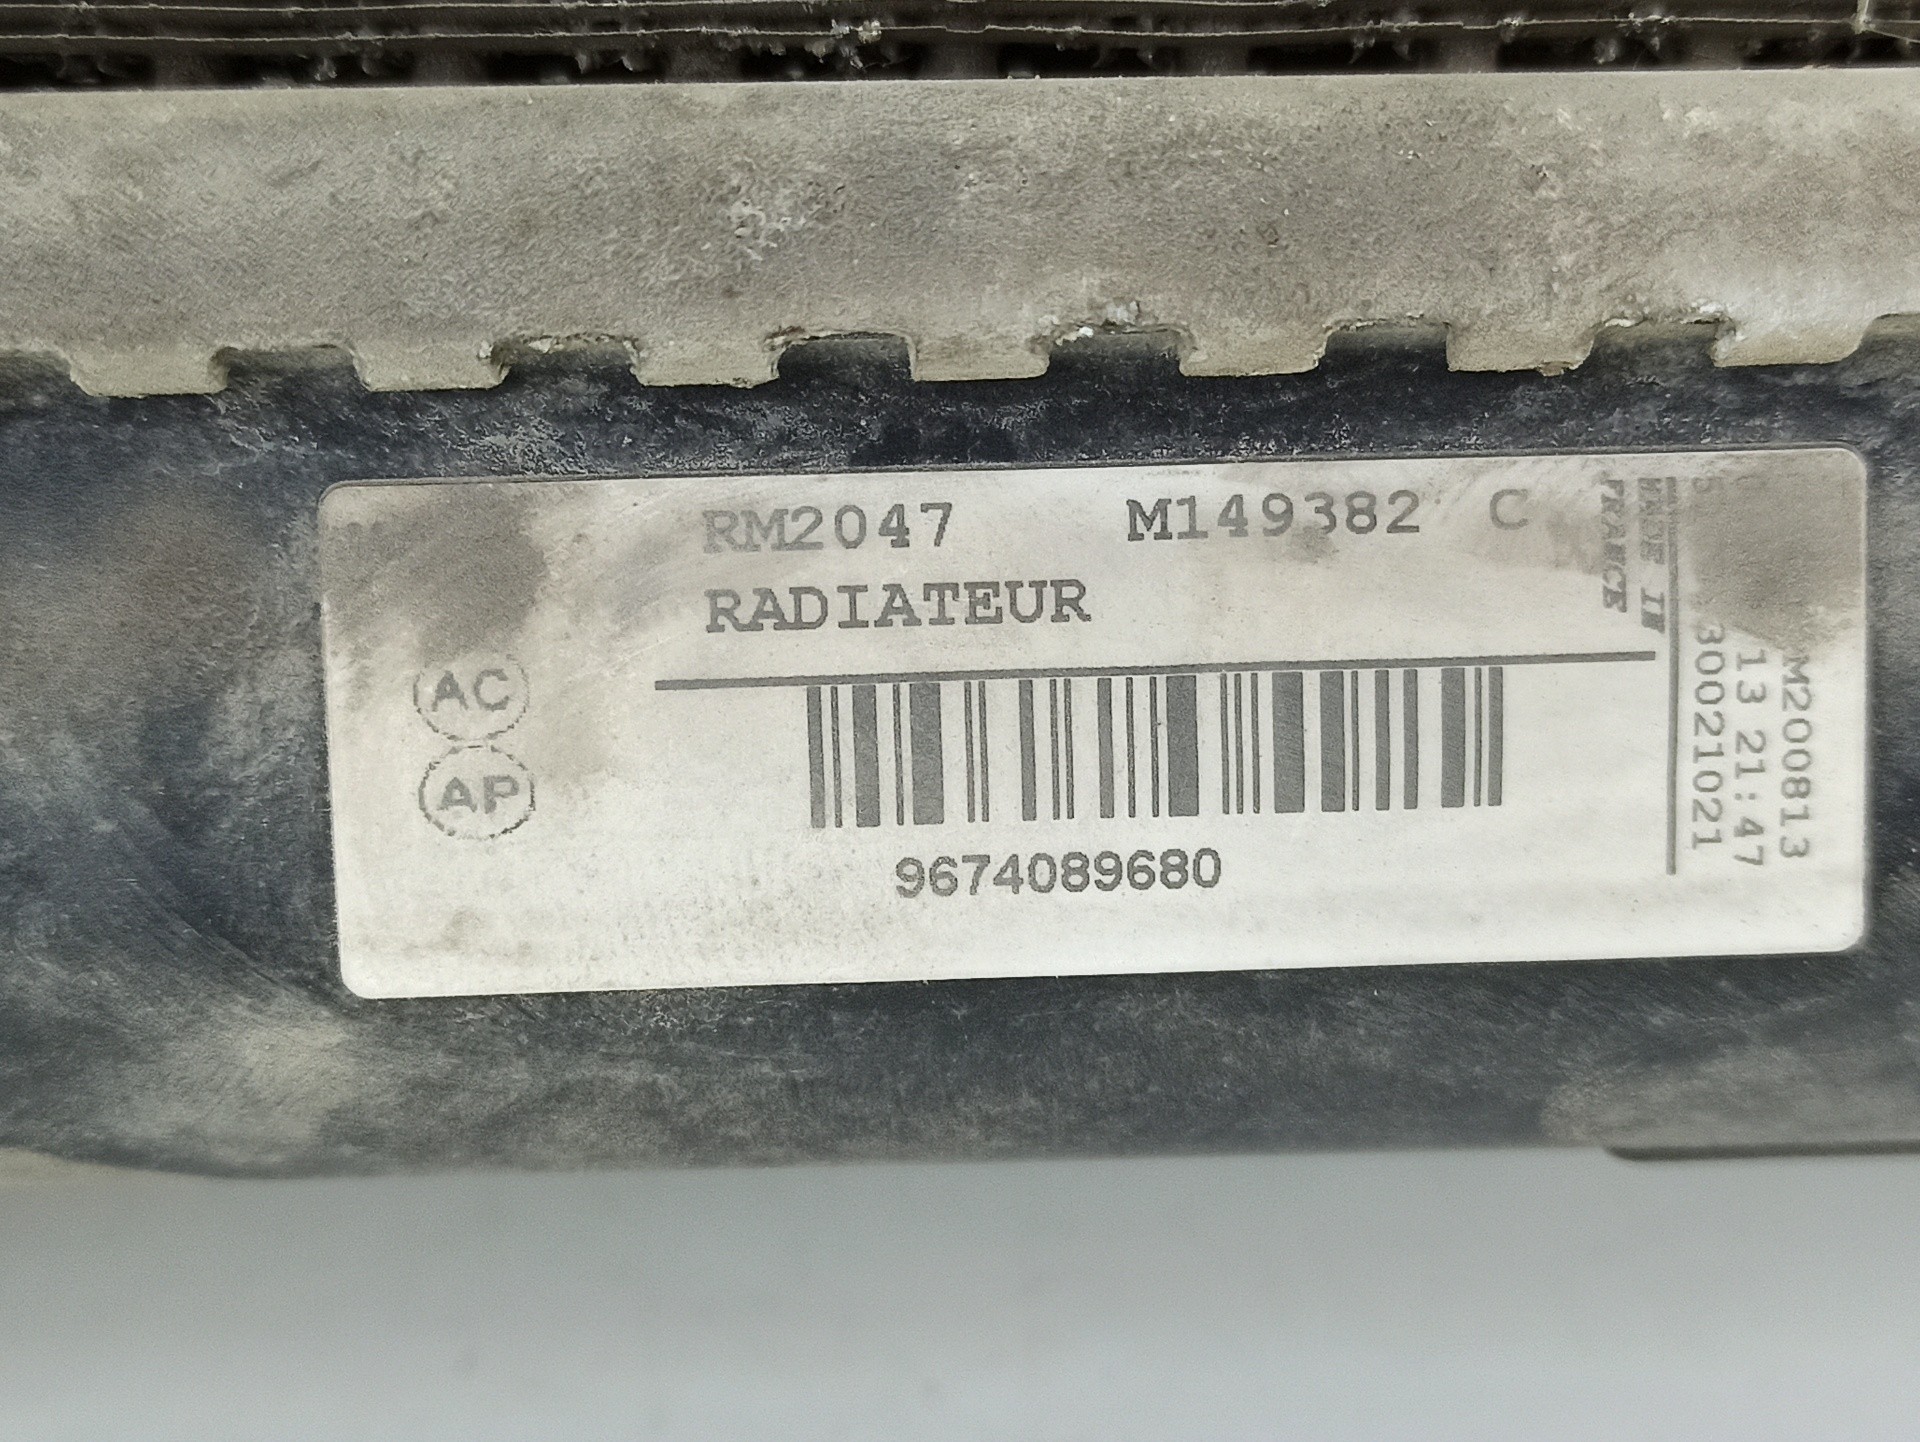 RM2047 M149382 C
RADIATEUR
AC
AP
9674089680
MADE IN
FRANCE
M200813
13 21:47
30021021